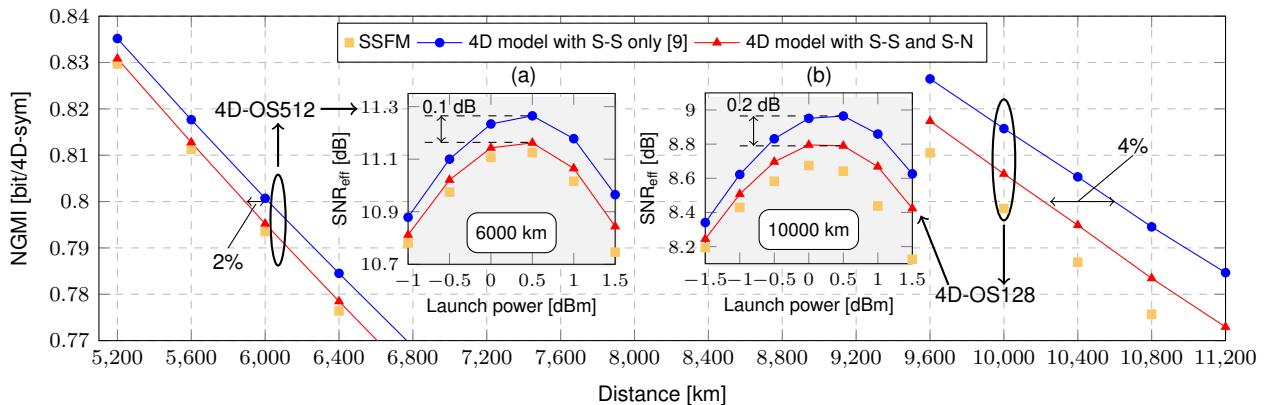 SSFM 4D model with S-S only [9] 4D model with S-S and S-N
NGMI [bit/4D-sym]
0.84
0.83
0.82
0.81
0.8
0.79
0.78
0.77
4D-OS512
2%
(a)
SNReff [dB]
11.3
11.1
10.9
10.7
0.1 dB
6000 km
−1 −0.5 0 0.5 1 1.5
Launch power [dBm]
(b)
SNReff [dB]
9
8.8
8.6
8.4
8.2
0.2 dB
10000 km
−1.5 −1 −0.5 0 0.5 1 1.5
Launch power [dBm]
4%
4D-OS128
5,200 5,600 6,000 6,400 6,800 7,200 7,600 8,000 8,400 8,800 9,200 9,600 10,000 10,400 10,800 11,200
Distance [km]